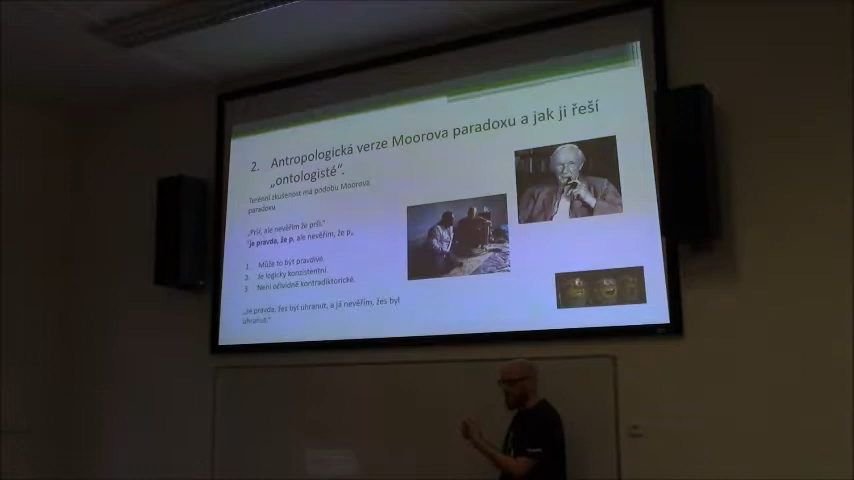 2. Antropologická verze Moorova paradoxu a jak ji řeší
„ontologisté“.
Terénní zkušenost má podobu Moorova
paradoxu
„Prší, ale nevěřím že prší.“
"je pravda, že p, ale nevěřím, že p„
1. Může to být pravdivé.
2. Je logicky konzistentní.
3. Není očividně kontradiktorické.
„Je pravda, žes byl uhranut, a já nevěřím, žes byl
uhranut.“